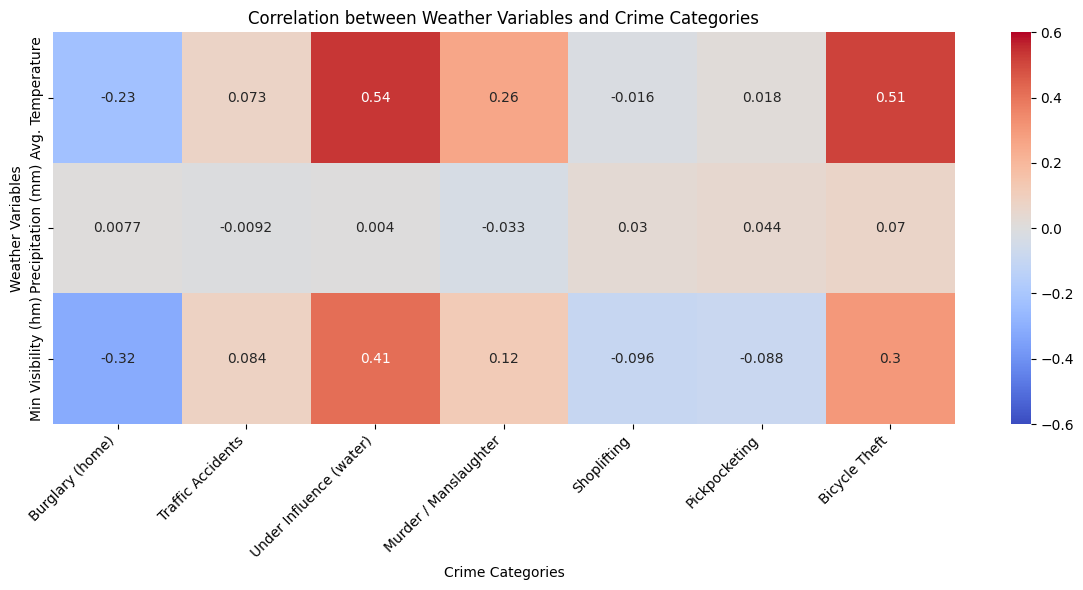 Correlation between Weather Variables and Crime Categories
Weather Variables
Avg. Temperature
-0.23 0.073 0.54 0.26 -0.016 0.018 0.51
Precipitation (mm)
0.0077 -0.0092 0.004 -0.033 0.03 0.044 0.07
Min Visibility (hm)
-0.32 0.084 0.41 0.12 -0.096 -0.088 0.3
Burglary (home)
Traffic Accidents
Under Influence (water)
Murder / Manslaughter
Shoplifting
Pickpocketing
Bicycle Theft
Crime Categories
0.6
0.4
0.2
0.0
−0.2
−0.4
−0.6